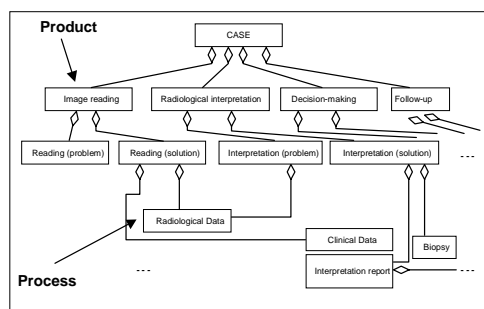 Product
CASE
Image reading
Radiological interpretation
Decision-making
Follow-up
Reading (problem)
Reading (solution)
Interpretation (problem)
Interpretation (solution)
- - -
Radiological Data
Clinical Data
Biopsy
Process
- - -
Interpretation report
- - -